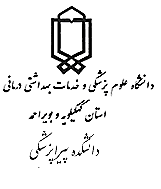 دانشگاه علوم پزشکی و خدمات بهداشتی درمانی
استان کهگیلویه و بویراحمد
دانشکده پیراپزشکی